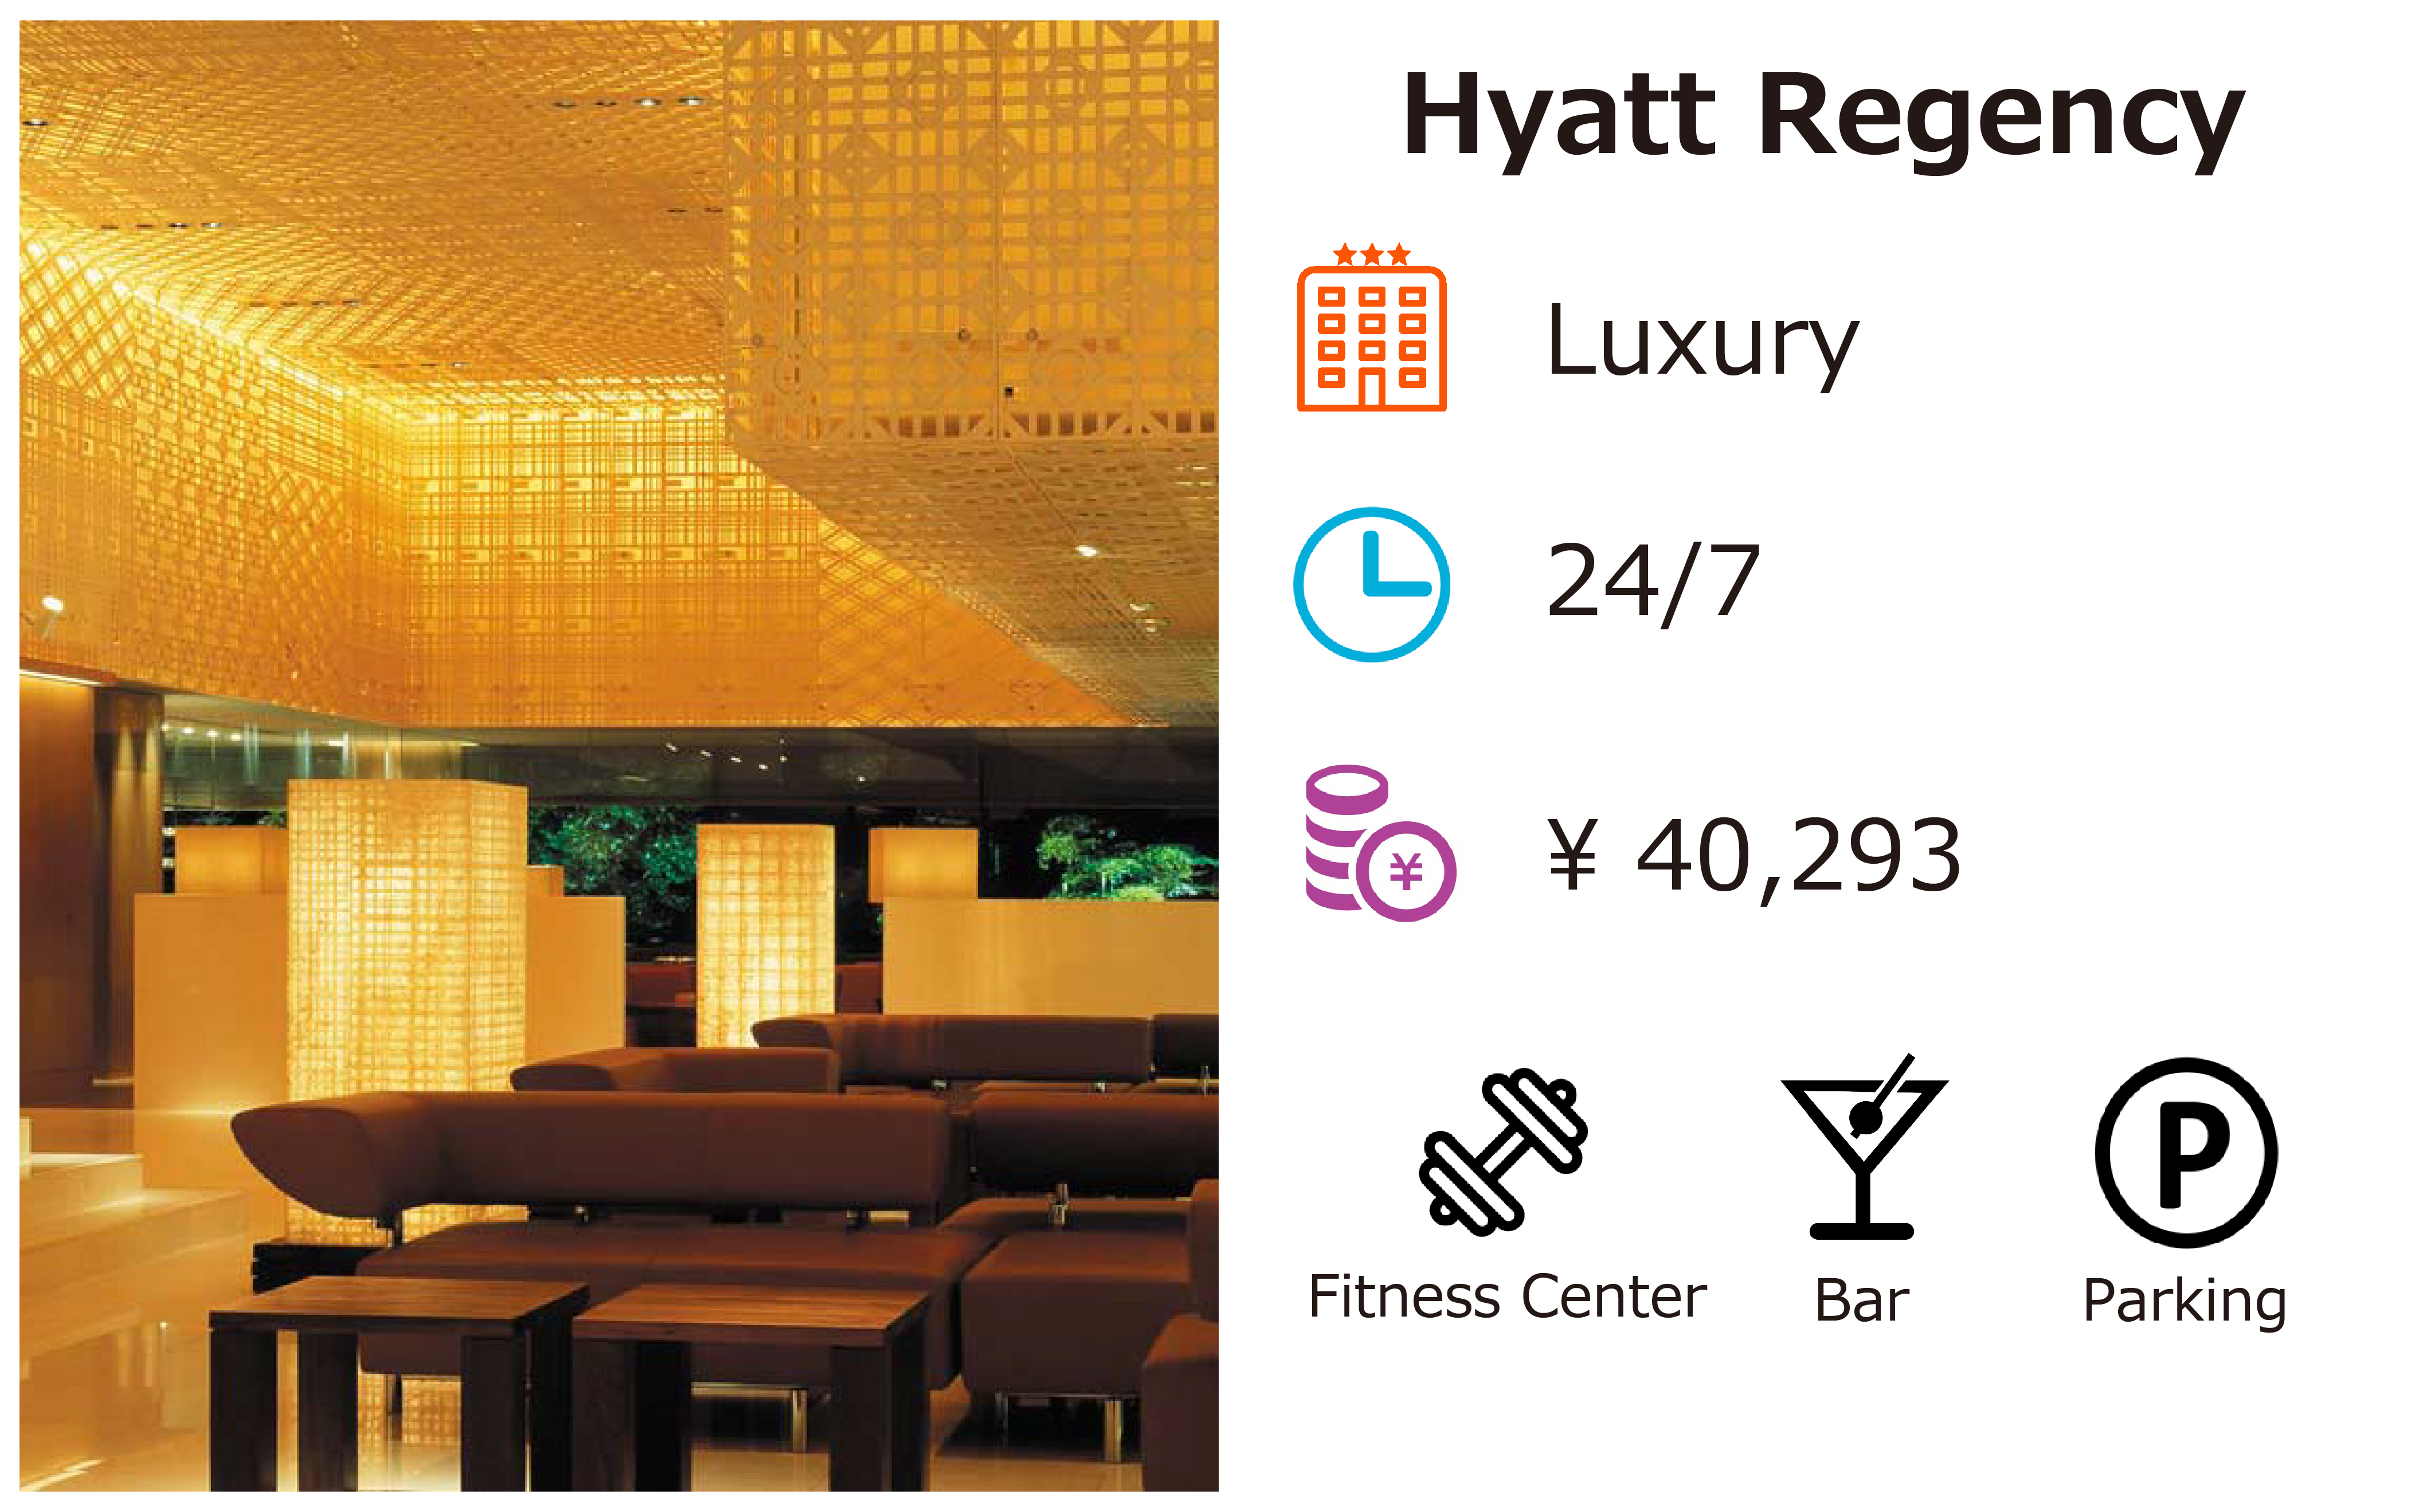 Hyatt Regency
Luxury
24/7
¥
¥ 40,293
Fitness Center
Bar
P
Parking